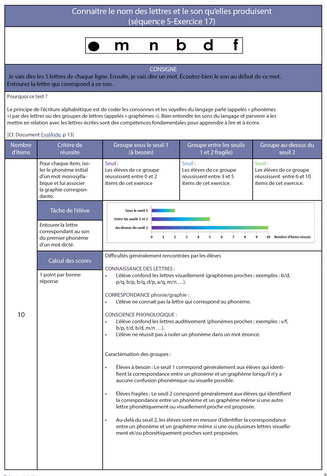 Connaitre le nom des lettres et le son qu'elles produisent
(séquence 5-Exercice 17)
● m n b d f
CONSIGNE
Je vais dire les 5 lettres de chaque ligne. Ensuite, je vais dire un mot. Écoutez-bien le son au début de ce mot.
Entourez la lettre qui correspond à ce son.
Pourquoi ce test ?
Le principe de l'écriture alphabétique est de coder les consonnes et les voyelles du langage parlé (appelées « phonèmes
») par des lettres ou des groupes de lettres (appelés « graphèmes »). Bien entendre les sons du langage et parvenir à les
mettre en relation avec les lettres écrites sont des compétences fondamentales pour apprendre à lire et à écrire.
(Cf. Document EvalAide, p 13)
Nombre
d'items
Critère de
réussite
Groupe sous le seuil 1
(à besoin)
Groupe entre les seuils
1 et 2 (fragile)
Groupe au dessus du
seuil 2
Pour chaque item, iso-
ler le phonème initial
d'un mot monosylla-
bique et lui associer
la graphie correspon-
dante.
Seuil :
Les élèves de ce groupe
réussissent entre 0 et 2
items de cet exercice
Seuil :
Les élèves de ce groupe
réussissent entre 3 et 5
items de cet exercice.
Seuil :
Les élèves de ce groupe
réussissent entre 6 et 10
items de cet exercice.
Tâche de l'élève
Entourer la lettre
correspondant au son
du premier phonème
d'un mot dicté.
Sous le seuil 1
Entre les seuils 1 et 2
Au dessus du seuil 2
0 1 2 3 4 5 6 7 8 9 10 Nombre d'items réussis
Calcul des scores
1 point par bonne
réponse
10
Difficultés généralement rencontrées par les élèves
CONNAISSANCE DES LETTRES :
• L'élève confond les lettres visuellement (graphèmes proches ; exemples : b/d,
p/q, b/p, b/q, d/p, a/q, m/n …).
CORRESPONDANCE phonie/graphie :
• L'élève ne connait pas la lettre qui correspond au phonème.
CONSCIENCE PHONOLOGIQUE :
• L'élève confond les lettres auditivement (phonèmes proches ; exemples : v/f,
b/p, t/d, b/d, m/n …).
• L'élève ne réussit pas à isoler un phonème dans un mot énoncé.
Caractérisation des groupes :
• Élèves à besoin : Le seuil 1 correspond généralement aux élèves qui identi-
fient la correspondance entre un phonème et un graphème lorsqu'il n'y a
aucune confusion phonémique ou visuelle possible.
• Élèves fragiles : Le seuil 2 correspond généralement aux élèves qui identifient
la correspondance entre un phonème et un graphème même si une autre
lettre phonétiquement ou visuellement proche est proposée.
• Au-delà du seuil 2, les élèves sont en mesure d'identifier la correspondance
entre un phonème et un graphème même si une ou plusieurs lettres visuelle-
ment et/ou phonétiquement proches sont proposées.